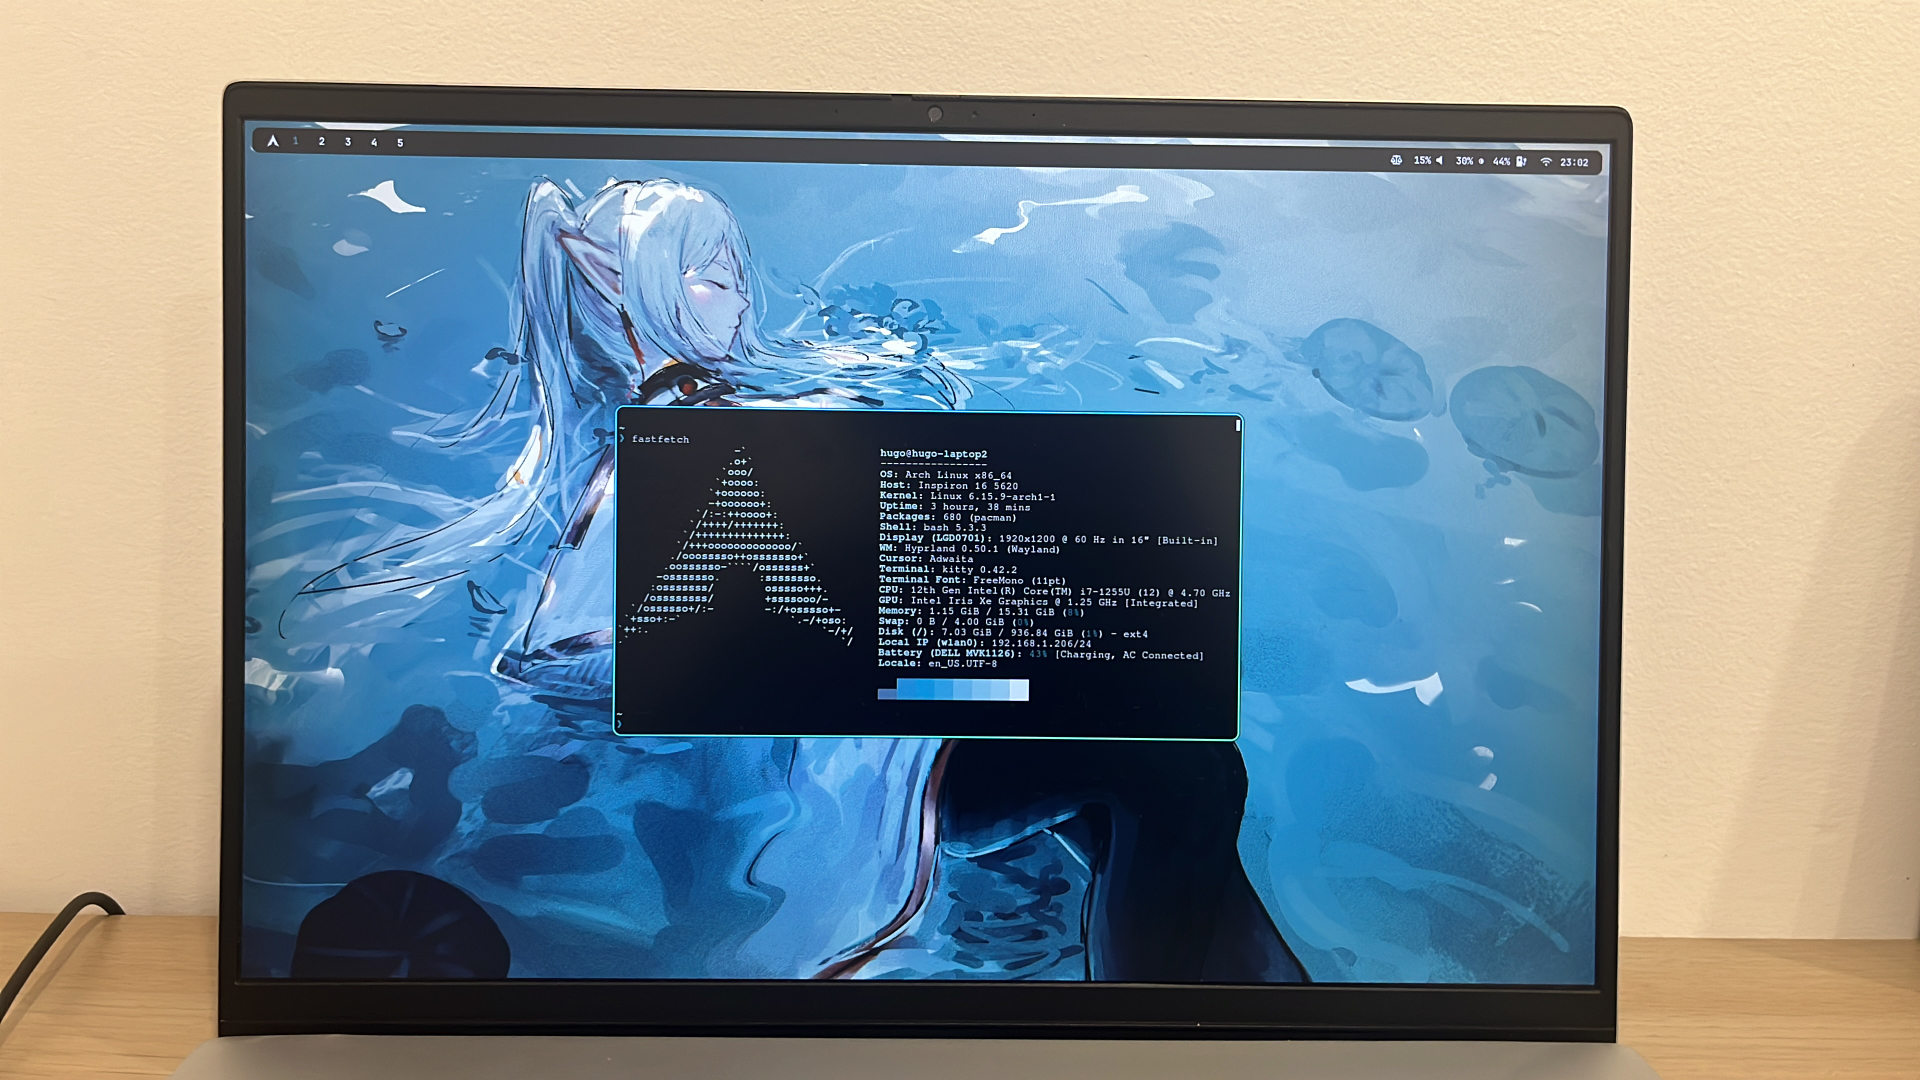 1 2 3 4 5
15% 30% 44% 23:02
~
❯ fastfetch
hugo@hugo-laptop2
-----------------
OS: Arch Linux x86_64
Host: Inspiron 16 5620
Kernel: Linux 6.15.9-arch1-1
Uptime: 3 hours, 38 mins
Packages: 680 (pacman)
Shell: bash 5.3.3
Display (LGD0701): 1920x1200 @ 60 Hz in 16" [Built-in]
WM: Hyprland 0.50.1 (Wayland)
Cursor: Adwaita
Terminal: kitty 0.42.2
Terminal Font: FreeMono (11pt)
CPU: 12th Gen Intel(R) Core(TM) i7-1255U (12) @ 4.70 GHz
GPU: Intel Iris Xe Graphics @ 1.25 GHz [Integrated]
Memory: 1.15 GiB / 15.31 GiB (8%)
Swap: 0 B / 4.00 GiB (0%)
Disk (/): 7.03 GiB / 936.84 GiB (1%) - ext4
Local IP (wlan0): 192.168.1.206/24
Battery (DELL MVK1126): 43% [Charging, AC Connected]
Locale: en_US.UTF-8
~
❯